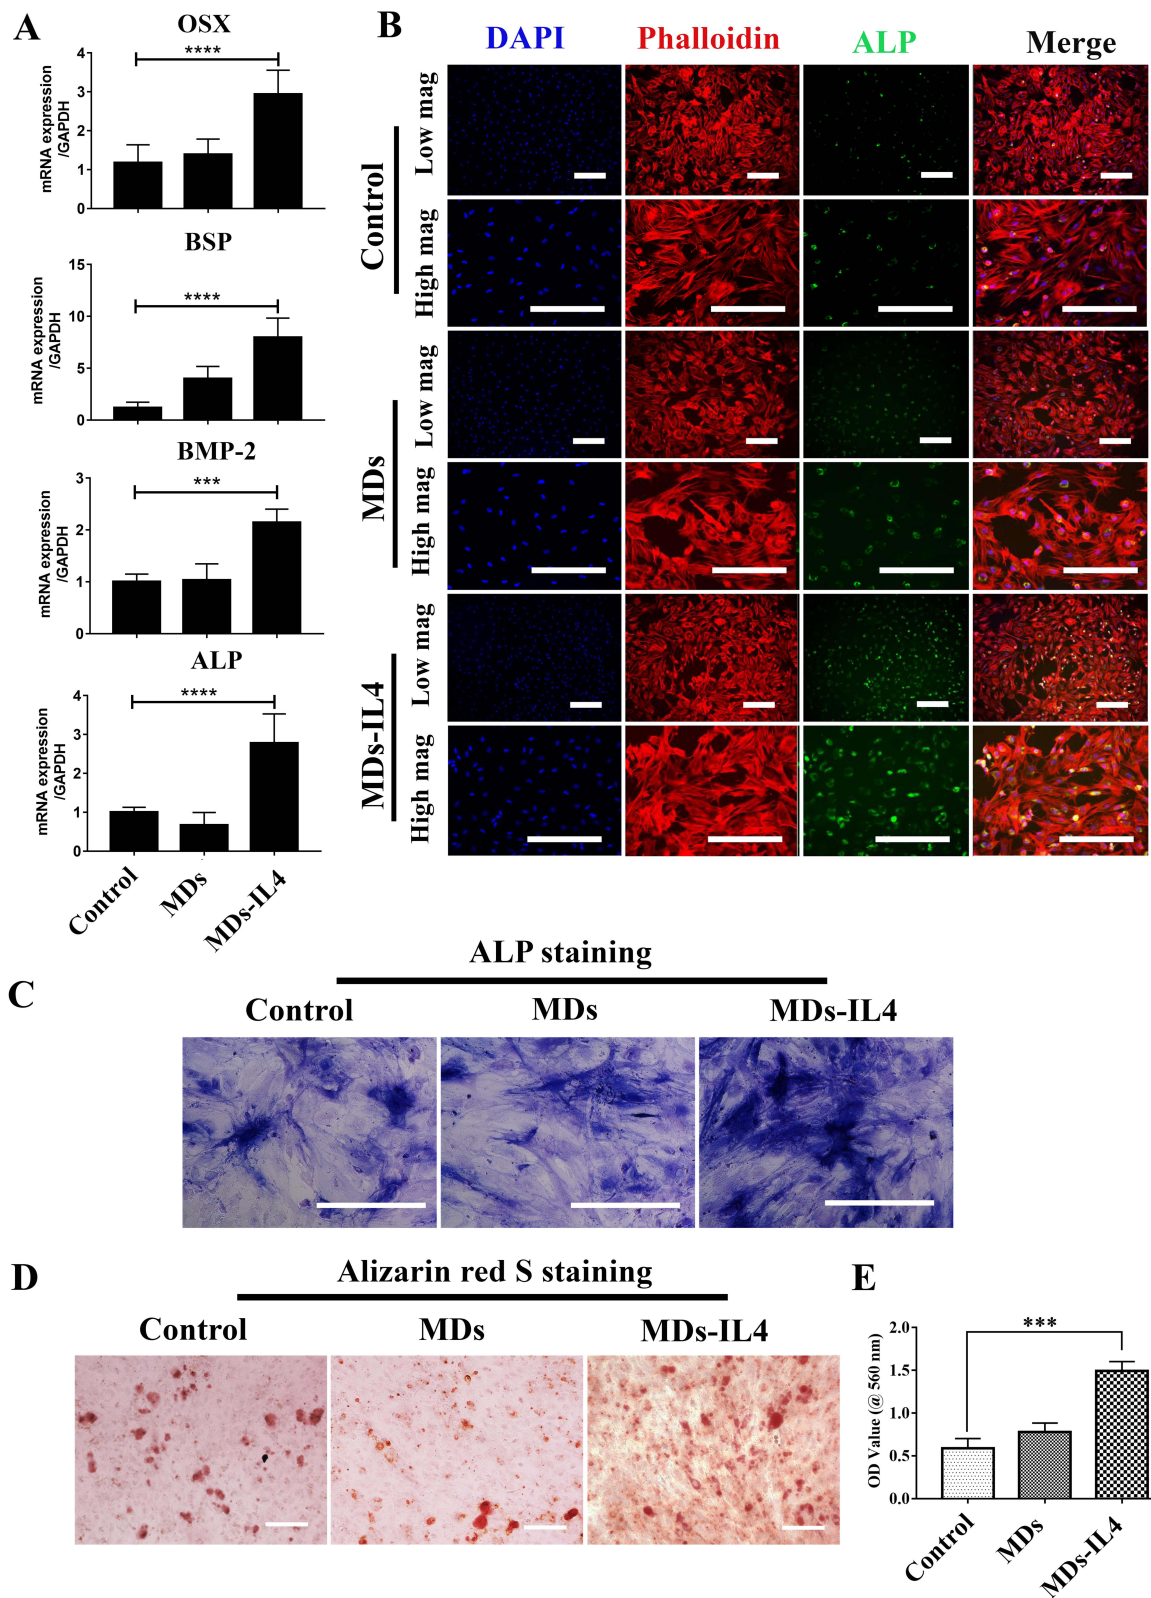 A
OSX
****
mRNA expression
/GAPDH
4
3
2
1
0
BSP
****
mRNA expression
/GAPDH
15
10
5
0
BMP-2
***
mRNA expression
/GAPDH
3
2
1
0
ALP
****
mRNA expression
/GAPDH
4
3
2
1
0
Control
MDs
MDs-IL4
B
DAPI Phalloidin ALP Merge
Control
Low mag
High mag
MDs
Low mag
High mag
MDs-IL4
Low mag
High mag
C
ALP staining
Control MDs MDs-IL4
D
Alizarin red S staining
Control MDs MDs-IL4
E
***
OD Value (@ 560 nm)
2.0
1.5
1.0
0.5
0.0
Control
MDs
MDs-IL4